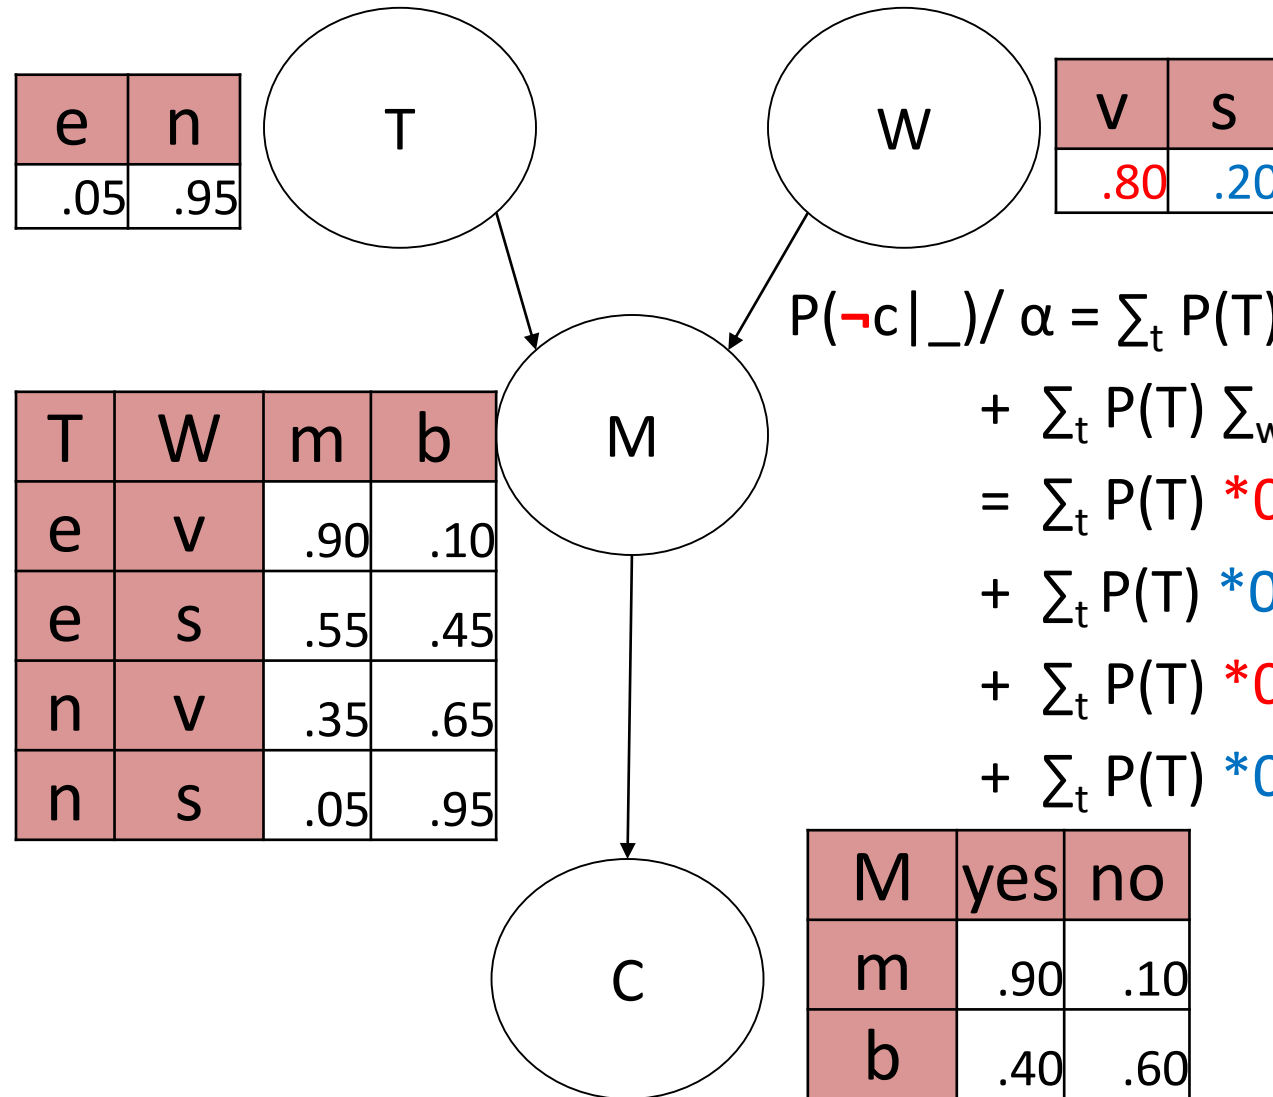 e n
.05 .95
T
W
v s
.80 .20
P(¬c|_)/ α = ∑t P(T)
+ ∑t P(T) ∑w
= ∑t P(T) *0
+ ∑t P(T) *0
+ ∑t P(T) *0
+ ∑t P(T) *0
M
T W m b
e v .90 .10
e s .55 .45
n v .35 .65
n s .05 .95
C
M yes no
m .90 .10
b .40 .60